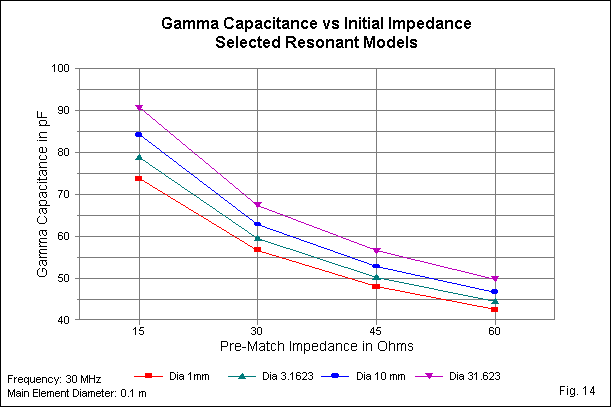 Gamma Capacitance vs Initial Impedance
Selected Resonant Models
Gamma Capacitance in pF
100
90
80
70
60
50
40
15
30
45
60
Pre-Match Impedance in Ohms
Frequency: 30 MHz
Main Element Diameter: 0.1 m
Dia 1mm
Dia 3.1623
Dia 10 mm
Dia 31.623
Fig. 14